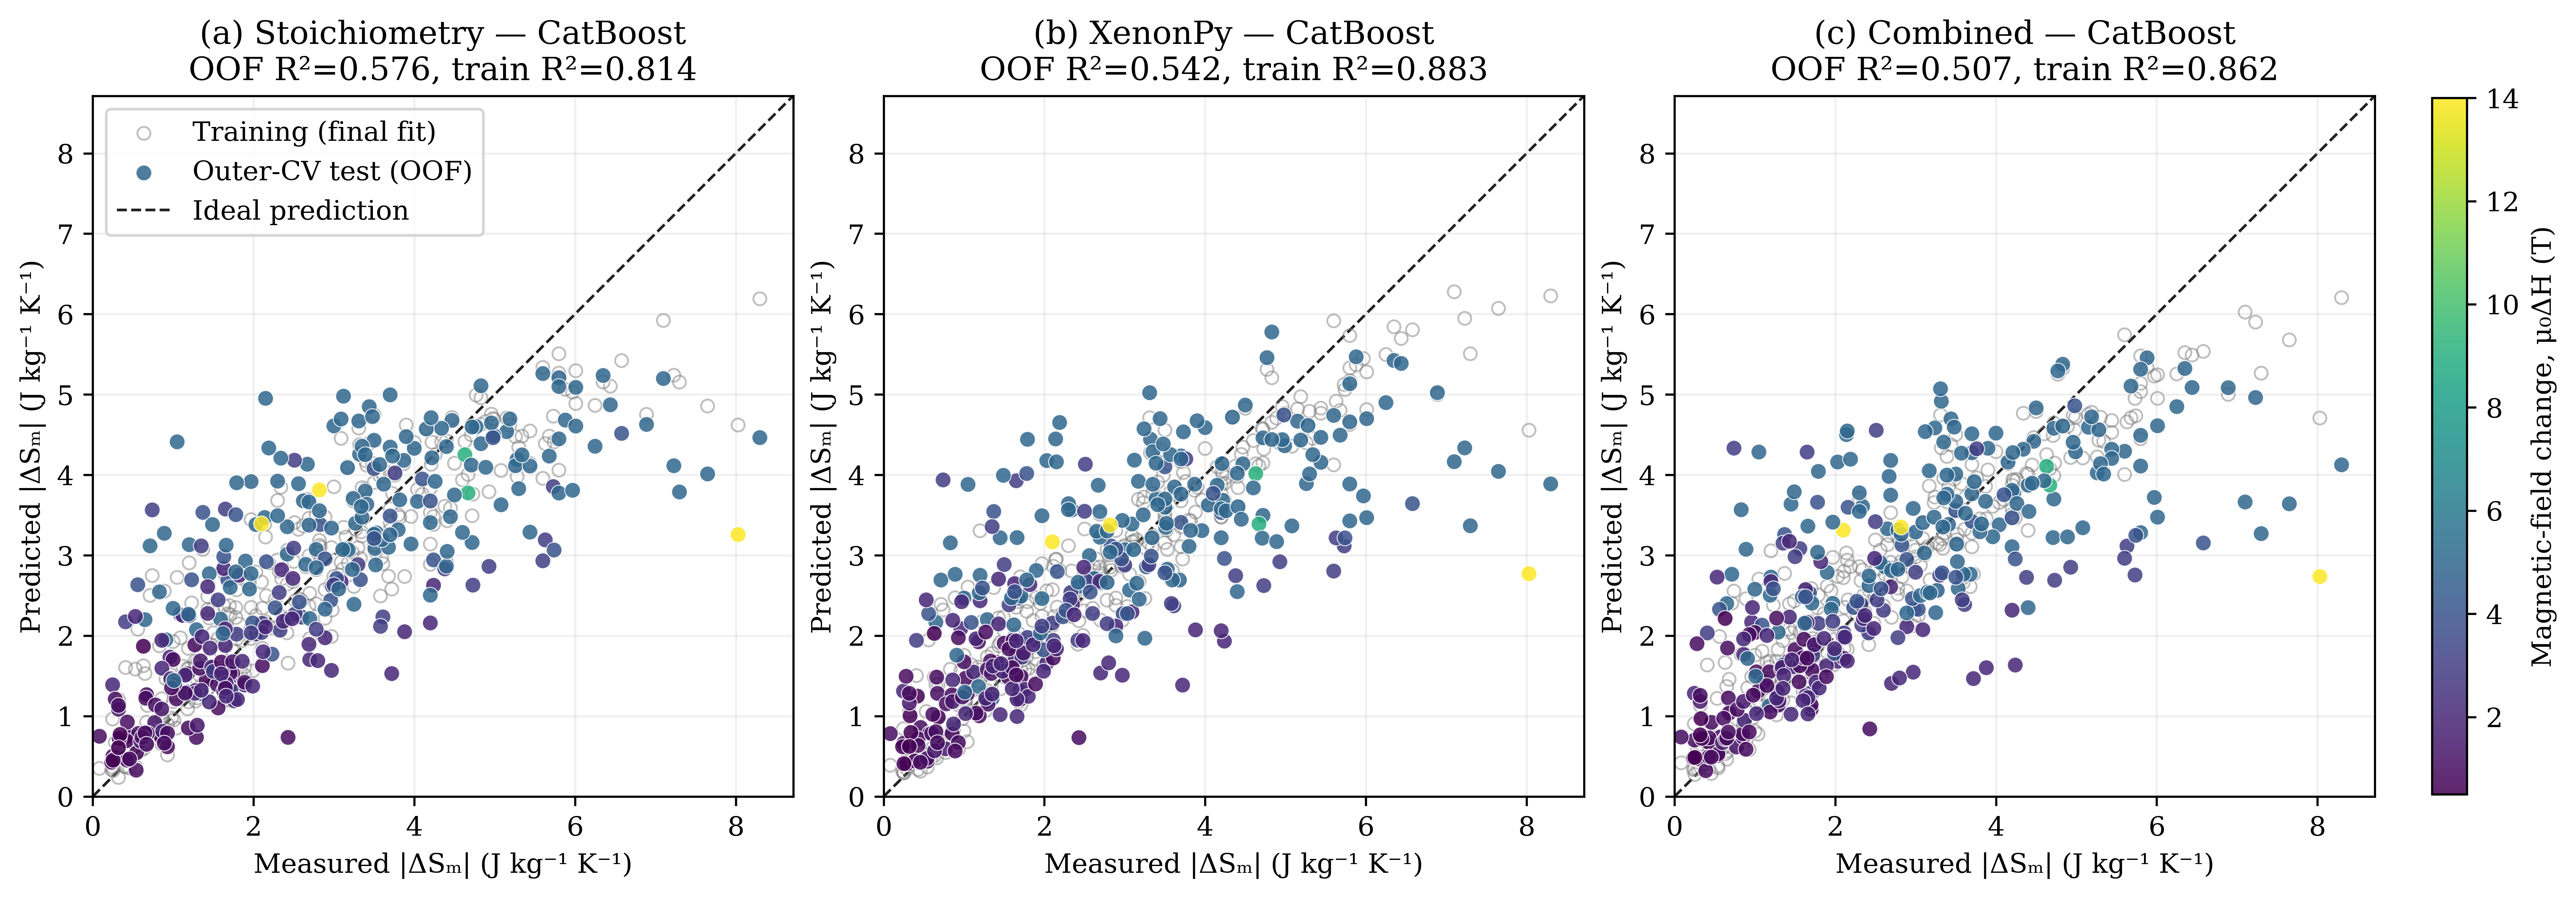 (a) Stoichiometry — CatBoost
OOF R²=0.576, train R²=0.814
Training (final fit)
Outer-CV test (OOF)
Ideal prediction
Predicted |ΔSₘ| (J kg⁻¹ K⁻¹)
8
7
6
5
4
3
2
1
0
0 2 4 6 8
Measured |ΔSₘ| (J kg⁻¹ K⁻¹)
(b) XenonPy — CatBoost
OOF R²=0.542, train R²=0.883
Predicted |ΔSₘ| (J kg⁻¹ K⁻¹)
8
7
6
5
4
3
2
1
0
0 2 4 6 8
Measured |ΔSₘ| (J kg⁻¹ K⁻¹)
(c) Combined — CatBoost
OOF R²=0.507, train R²=0.862
Predicted |ΔSₘ| (J kg⁻¹ K⁻¹)
8
7
6
5
4
3
2
1
0
0 2 4 6 8
Measured |ΔSₘ| (J kg⁻¹ K⁻¹)
14
12
10
8
6
4
2
Magnetic-field change, μ₀ΔH (T)